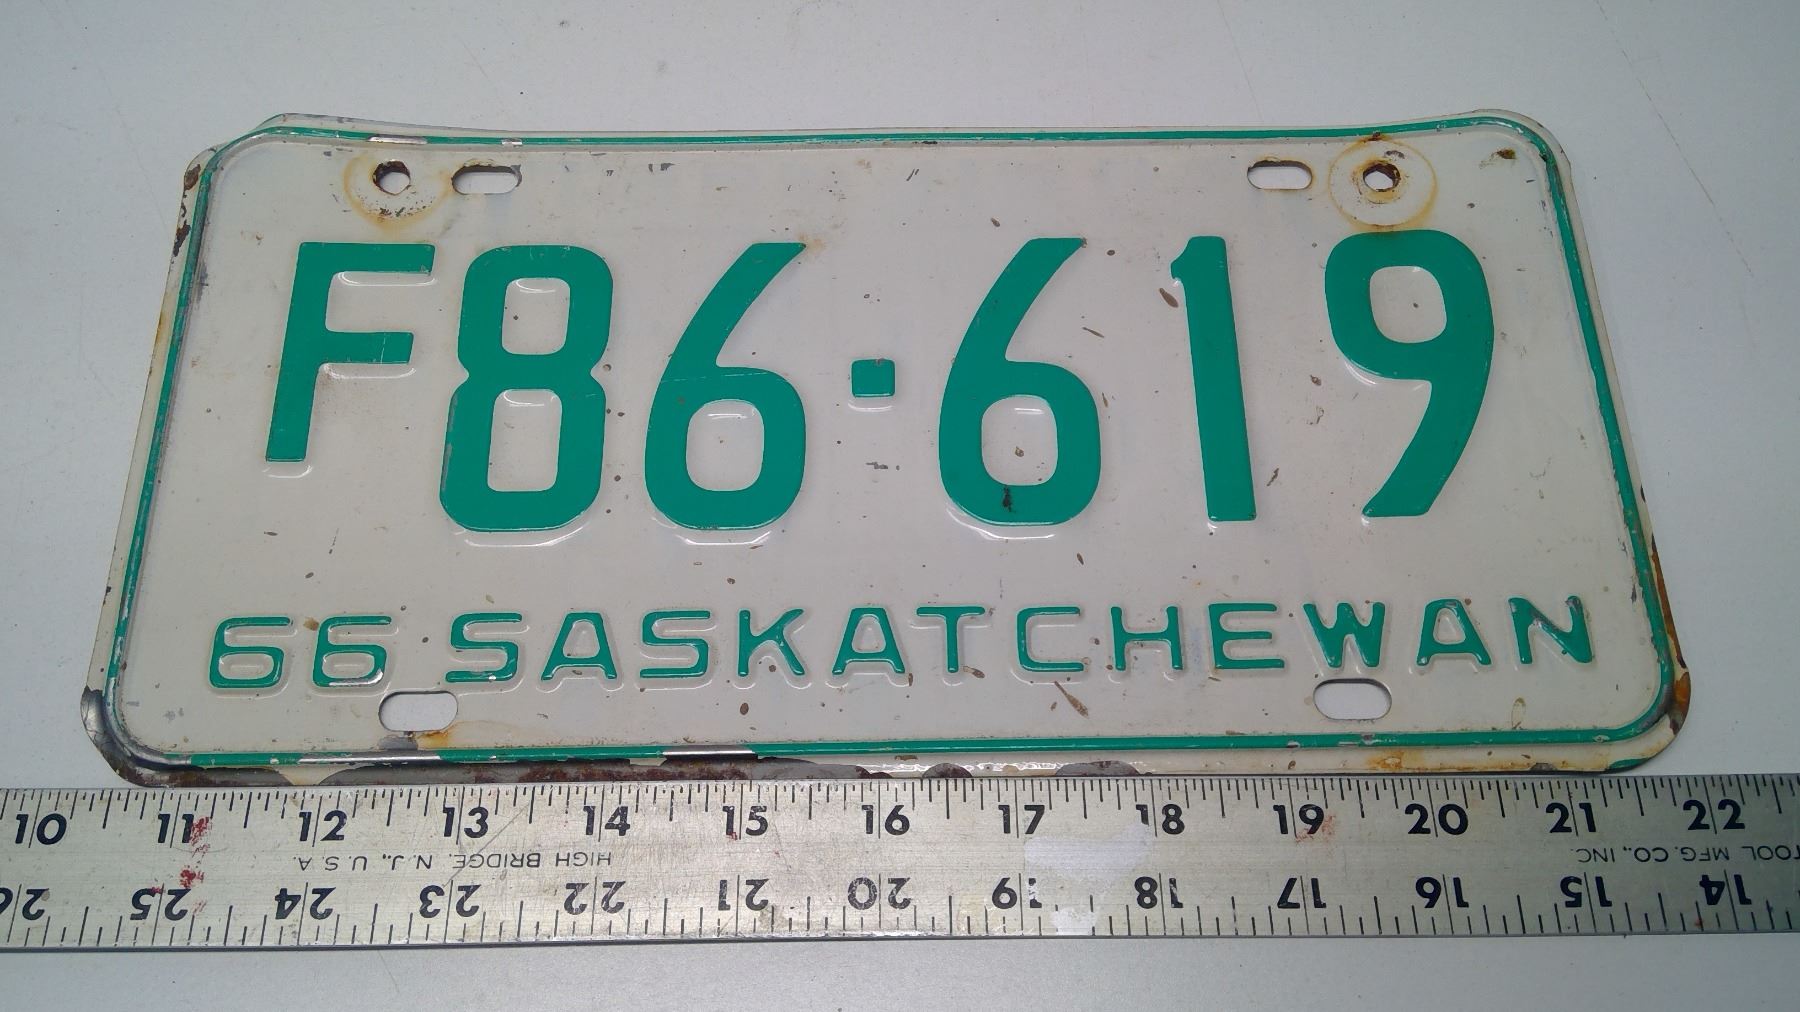 F86·619
66 SASKATCHEWAN
10 11 12 13 14 15 16 17 18 19 20 21 22
HIGH BRIDGE, N.J., U.S.A.
TOOL MFG. CO., INC.
26 25 24 23 22 21 20 19 18 17 16 15 14